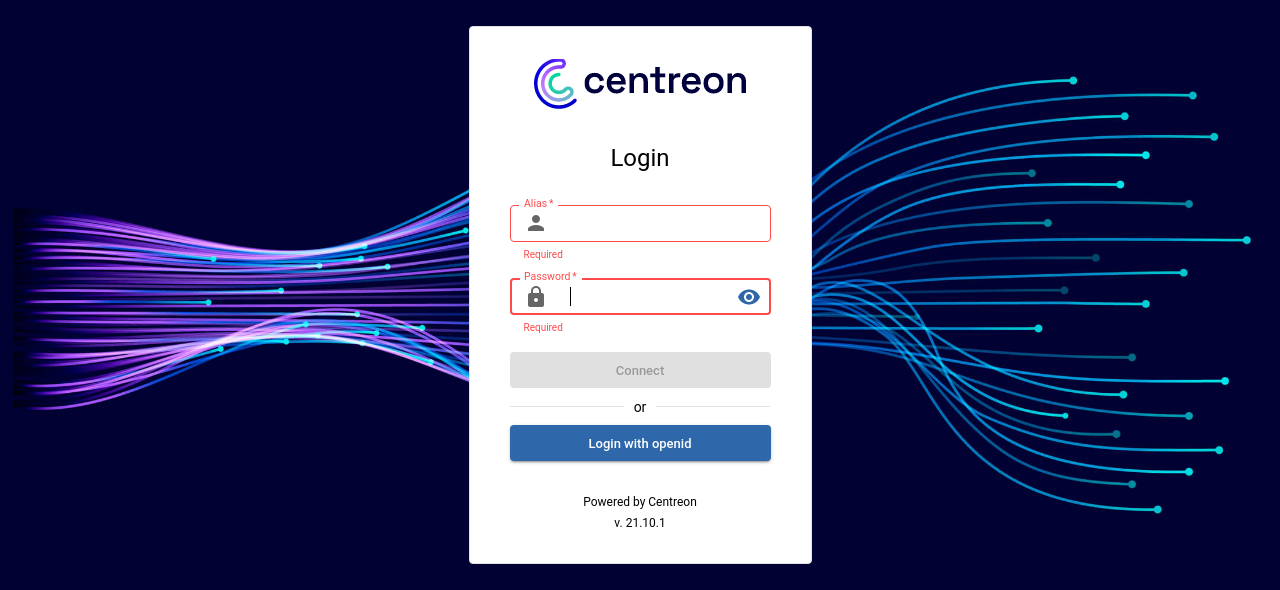 centreon
Login
Alias *
Required
Password *
Required
Connect
or
Login with openid
Powered by Centreon
v. 21.10.1